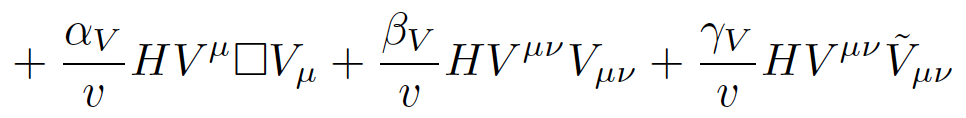 $+ \frac{\alpha_V}{v} H V^\mu \Box V_\mu + \frac{\beta_V}{v} H V^{\mu\nu} V_{\mu\nu} + \frac{\gamma_V}{v} H V^{\mu\nu} \tilde{V}_{\mu\nu}$